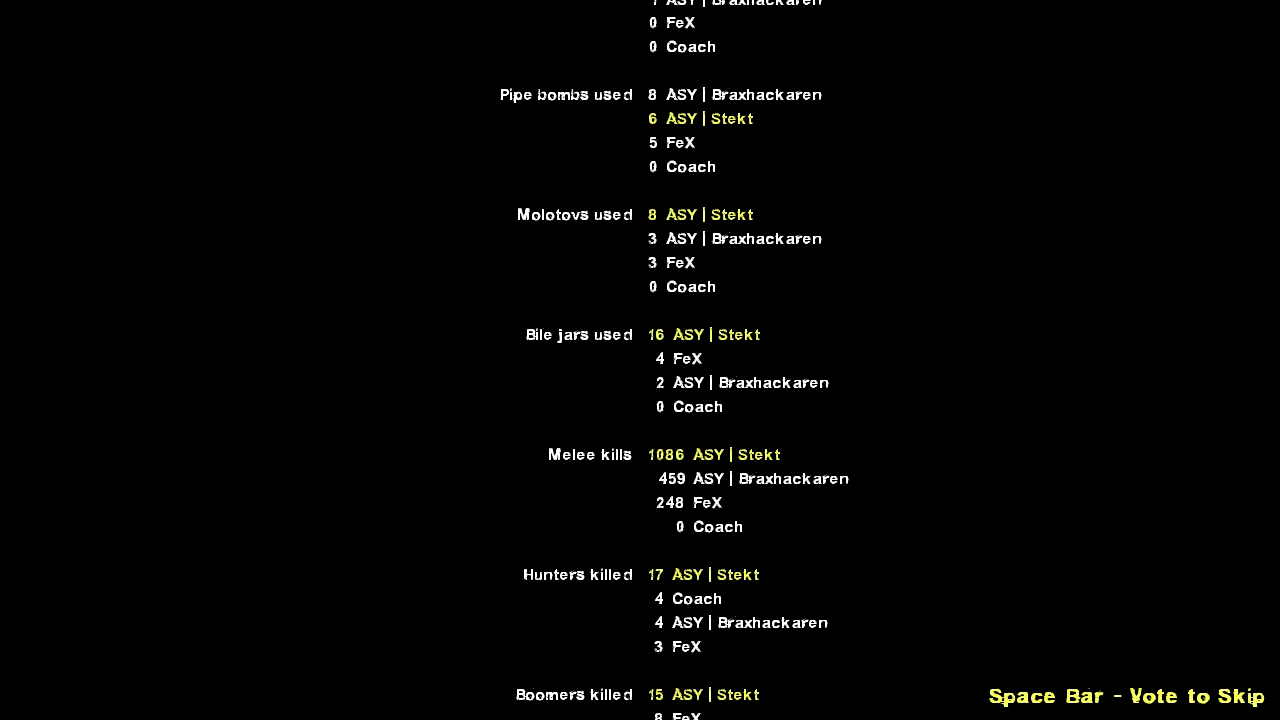 ASY | Braxhackaren
0 FeX
0 Coach
Pipe bombs used 8 ASY | Braxhackaren
6 ASY | Stekt
5 FeX
0 Coach
Molotovs used 8 ASY | Stekt
3 ASY | Braxhackaren
3 FeX
0 Coach
Bile jars used 16 ASY | Stekt
4 FeX
2 ASY | Braxhackaren
0 Coach
Melee kills 1086 ASY | Stekt
459 ASY | Braxhackaren
248 FeX
0 Coach
Hunters killed 17 ASY | Stekt
4 Coach
4 ASY | Braxhackaren
3 FeX
Boomers killed 15 ASY | Stekt
8 FeX
Space Bar - Vote to Skip